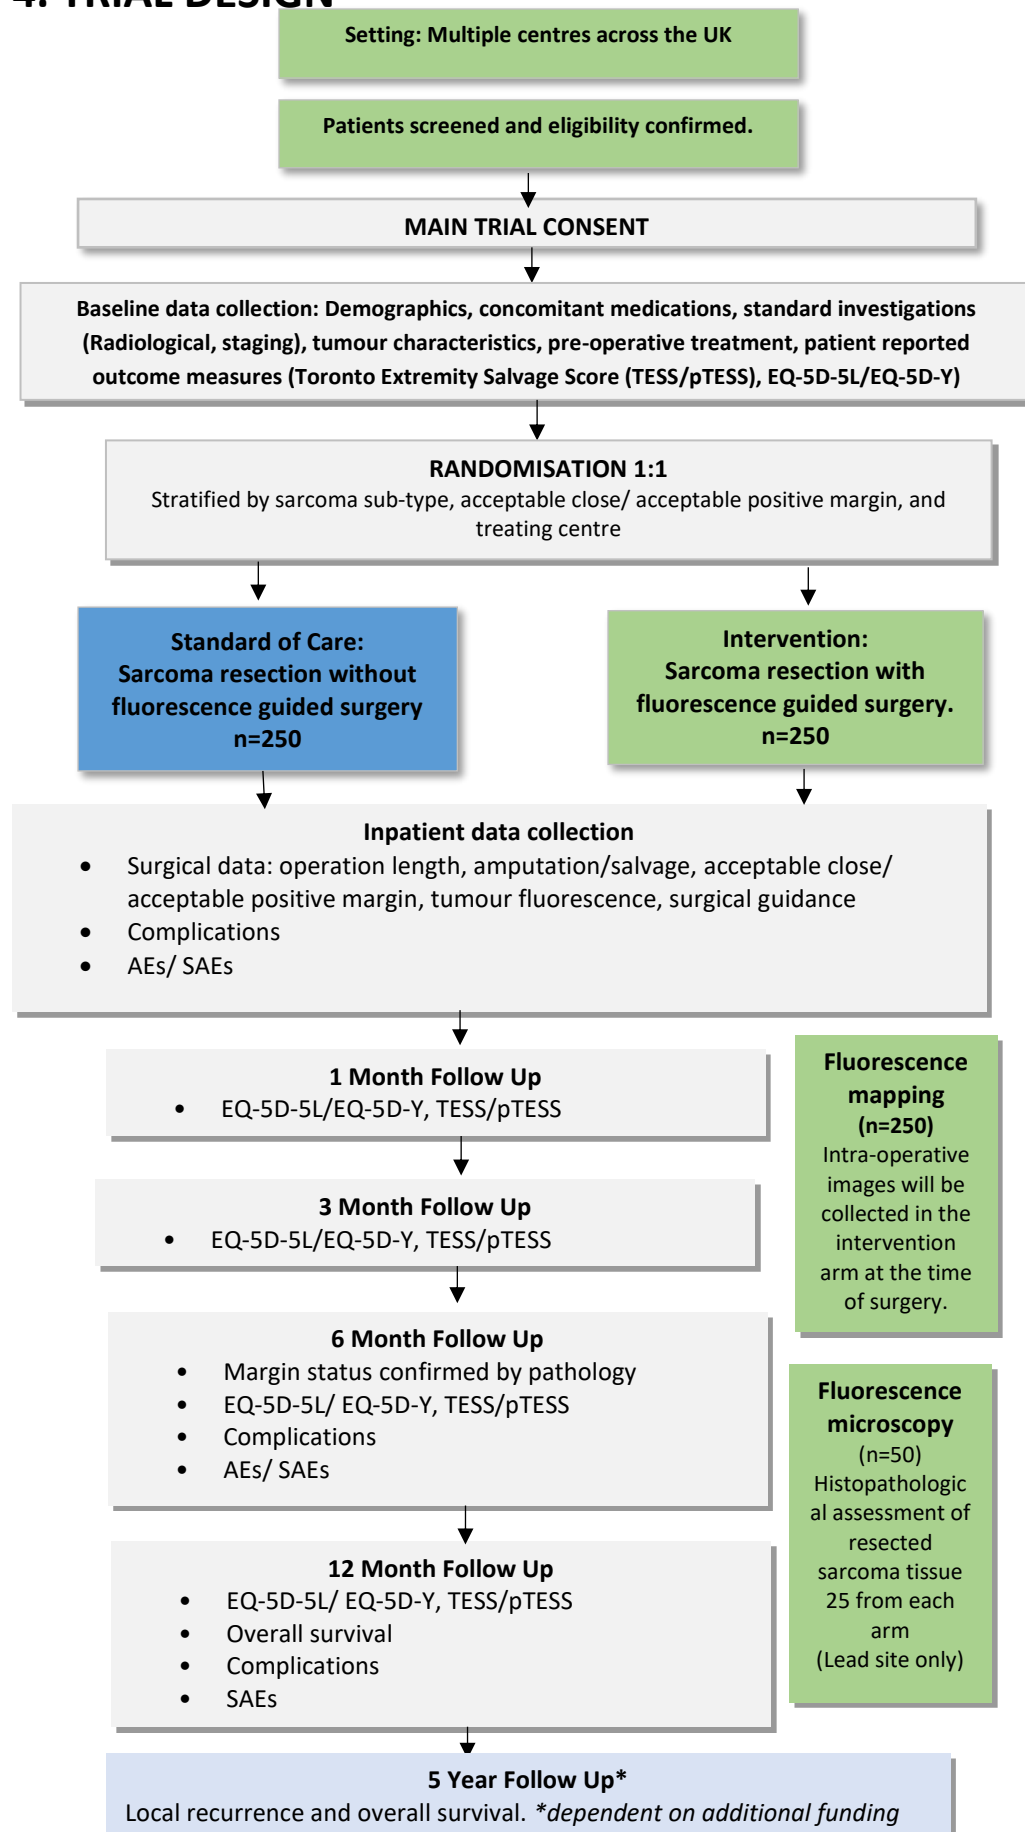 4. TRIAL DESIGN
Setting: Multiple centres across the UK
Patients screened and eligibility confirmed.
MAIN TRIAL CONSENT
Baseline data collection: Demographics, concomitant medications, standard investigations
(Radiological, staging), tumour characteristics, pre-operative treatment, patient reported
outcome measures (Toronto Extremity Salvage Score (TESS/pTESS), EQ-5D-5L/EQ-5D-Y)
RANDOMISATION 1:1
Stratified by sarcoma sub-type, acceptable close/ acceptable positive margin, and
treating centre
Standard of Care:
Sarcoma resection without
fluorescence guided surgery
n=250
Intervention:
Sarcoma resection with
fluorescence guided surgery.
n=250
Inpatient data collection
• Surgical data: operation length, amputation/salvage, acceptable close/
acceptable positive margin, tumour fluorescence, surgical guidance
• Complications
• AEs/ SAEs
1 Month Follow Up
• EQ-5D-5L/EQ-5D-Y, TESS/pTESS
3 Month Follow Up
• EQ-5D-5L/EQ-5D-Y, TESS/pTESS
6 Month Follow Up
• Margin status confirmed by pathology
• EQ-5D-5L/ EQ-5D-Y, TESS/pTESS
• Complications
• AEs/ SAEs
12 Month Follow Up
• EQ-5D-5L/ EQ-5D-Y, TESS/pTESS
• Overall survival
• Complications
• SAEs
Fluorescence
mapping
(n=250)
Intra-operative
images will be
collected in the
intervention
arm at the time
of surgery.
Fluorescence
microscopy
(n=50)
Histopathologic
al assessment of
resected
sarcoma tissue
25 from each
arm
(Lead site only)
5 Year Follow Up*
Local recurrence and overall survival. *dependent on additional funding